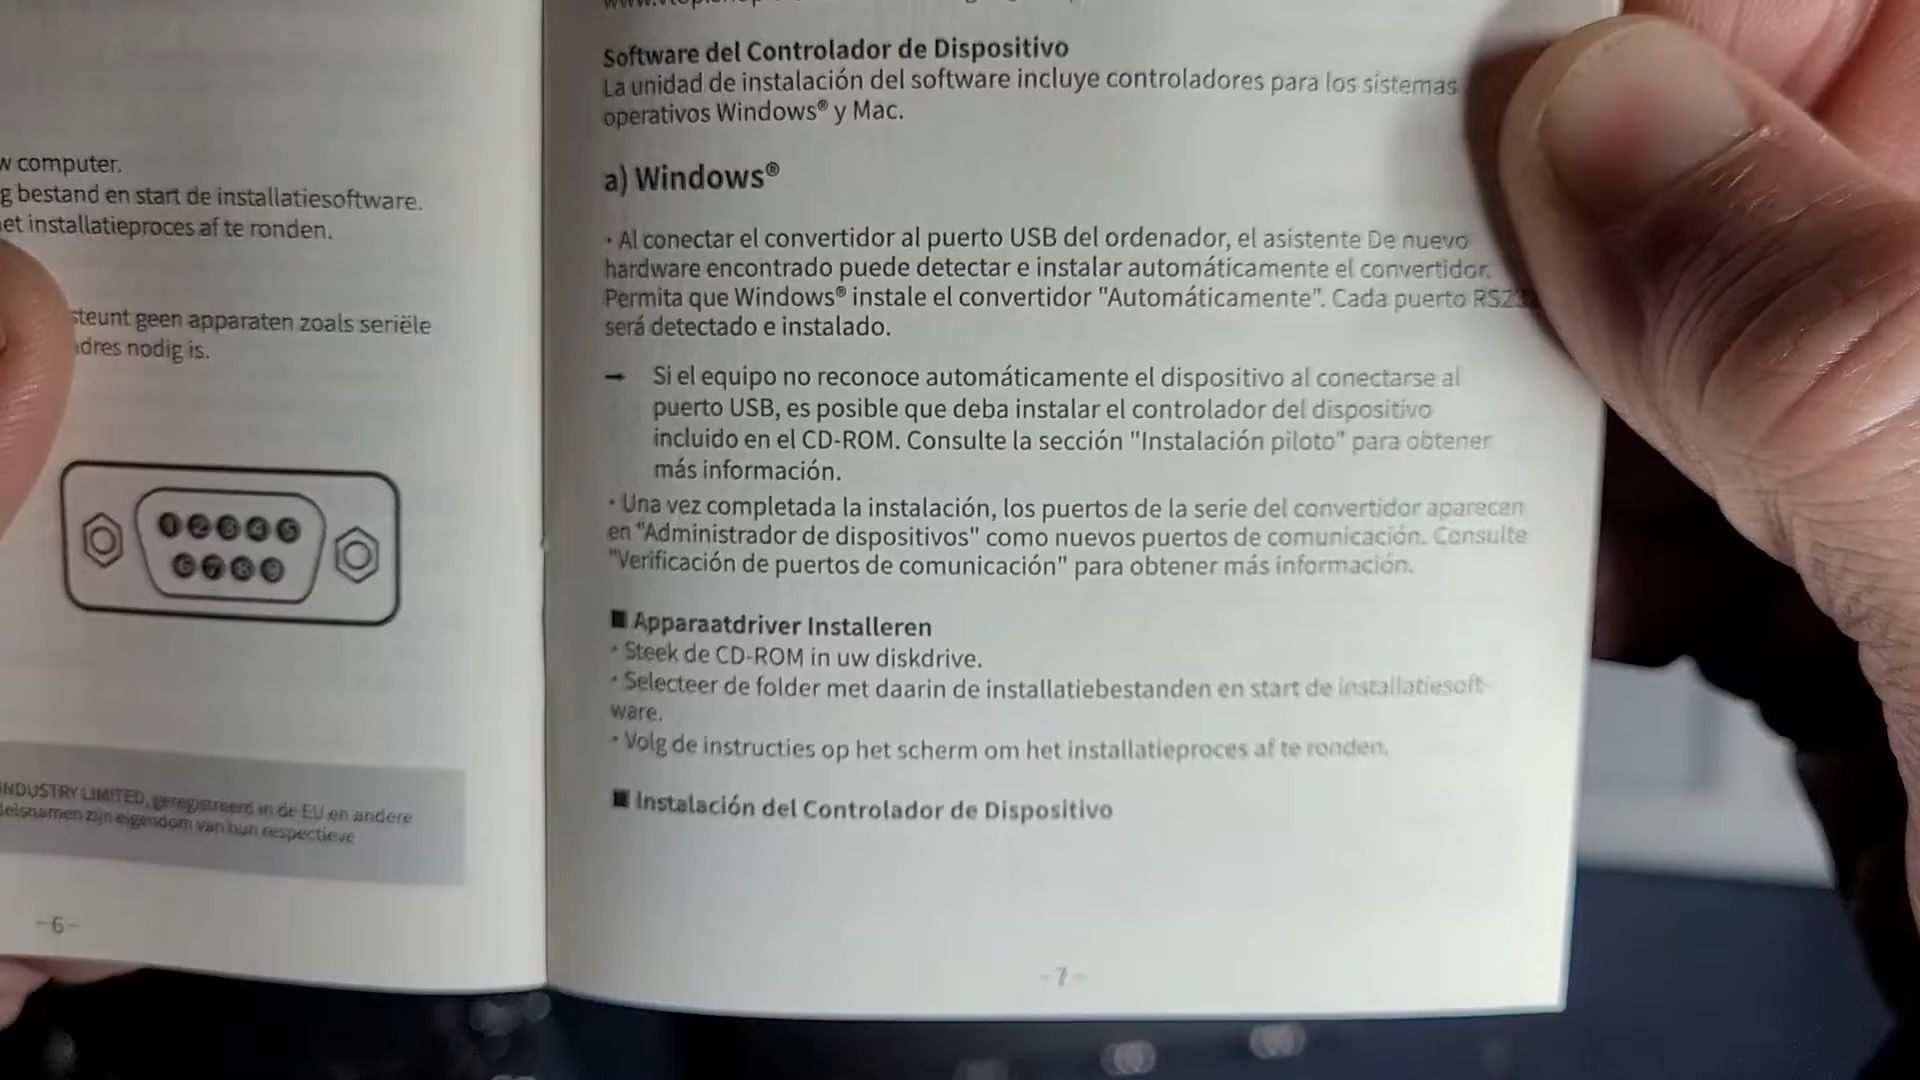 w computer.
g bestand en start de installatiesoftware.
et installatieproces af te ronden.
steunt geen apparaten zoals seriële
dres nodig is.
1 2 3 4 5
6 7 8 9
INDUSTRY LIMITED, geregistreerd in de EU en andere
delsnamen zijn eigendom van hun respectieve
-6-
Software del Controlador de Dispositivo
La unidad de instalación del software incluye controladores para los sistemas
operativos Windows® y Mac.
a) Windows®
· Al conectar el convertidor al puerto USB del ordenador, el asistente De nuevo
hardware encontrado puede detectar e instalar automáticamente el convertidor.
Permita que Windows® instale el convertidor "Automáticamente". Cada puerto
será detectado e instalado.
➞ Si el equipo no reconoce automáticamente el dispositivo al conectarse al
puerto USB, es posible que deba instalar el controlador del dispositivo
incluido en el CD-ROM. Consulte la sección "Instalación piloto" para obtener
más información.
· Una vez completada la instalación, los puertos de la serie del convertidor aparecen
en "Administrador de dispositivos" como nuevos puertos de comunicación. Consulte
"Verificación de puertos de comunicación" para obtener más información.
■ Apparaatdriver Installeren
· Steek de CD-ROM in uw diskdrive.
· Selecteer de folder met daarin de installatiebestanden en start de installatiesoft-
ware.
· Volg de instructies op het scherm om het installatieproces af te ronden.
■ Instalación del Controlador de Dispositivo
-7-